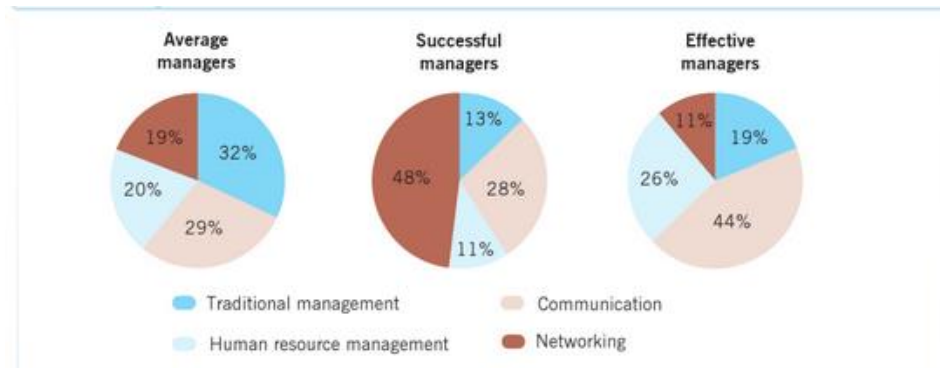 Average
managers
Successful
managers
Effective
managers
19%
32%
20%
29%
13%
48%
28%
11%
11%
19%
26%
44%
Traditional management
Communication
Human resource management
Networking